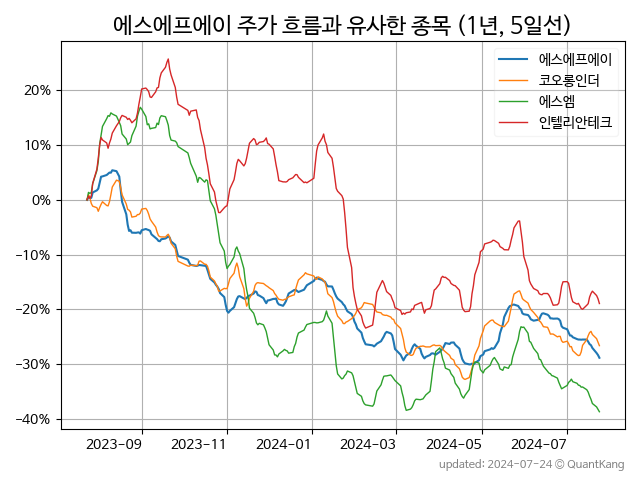 에스에프에이 주가 흐름과 유사한 종목 (1년, 5일선)
에스에프에이
코오롱인더
에스엠
인텔리안테크
20%
10%
0%
-10%
-20%
-30%
-40%
2023-09 2023-11 2024-01 2024-03 2024-05 2024-07
updated: 2024-07-24 © QuantKang